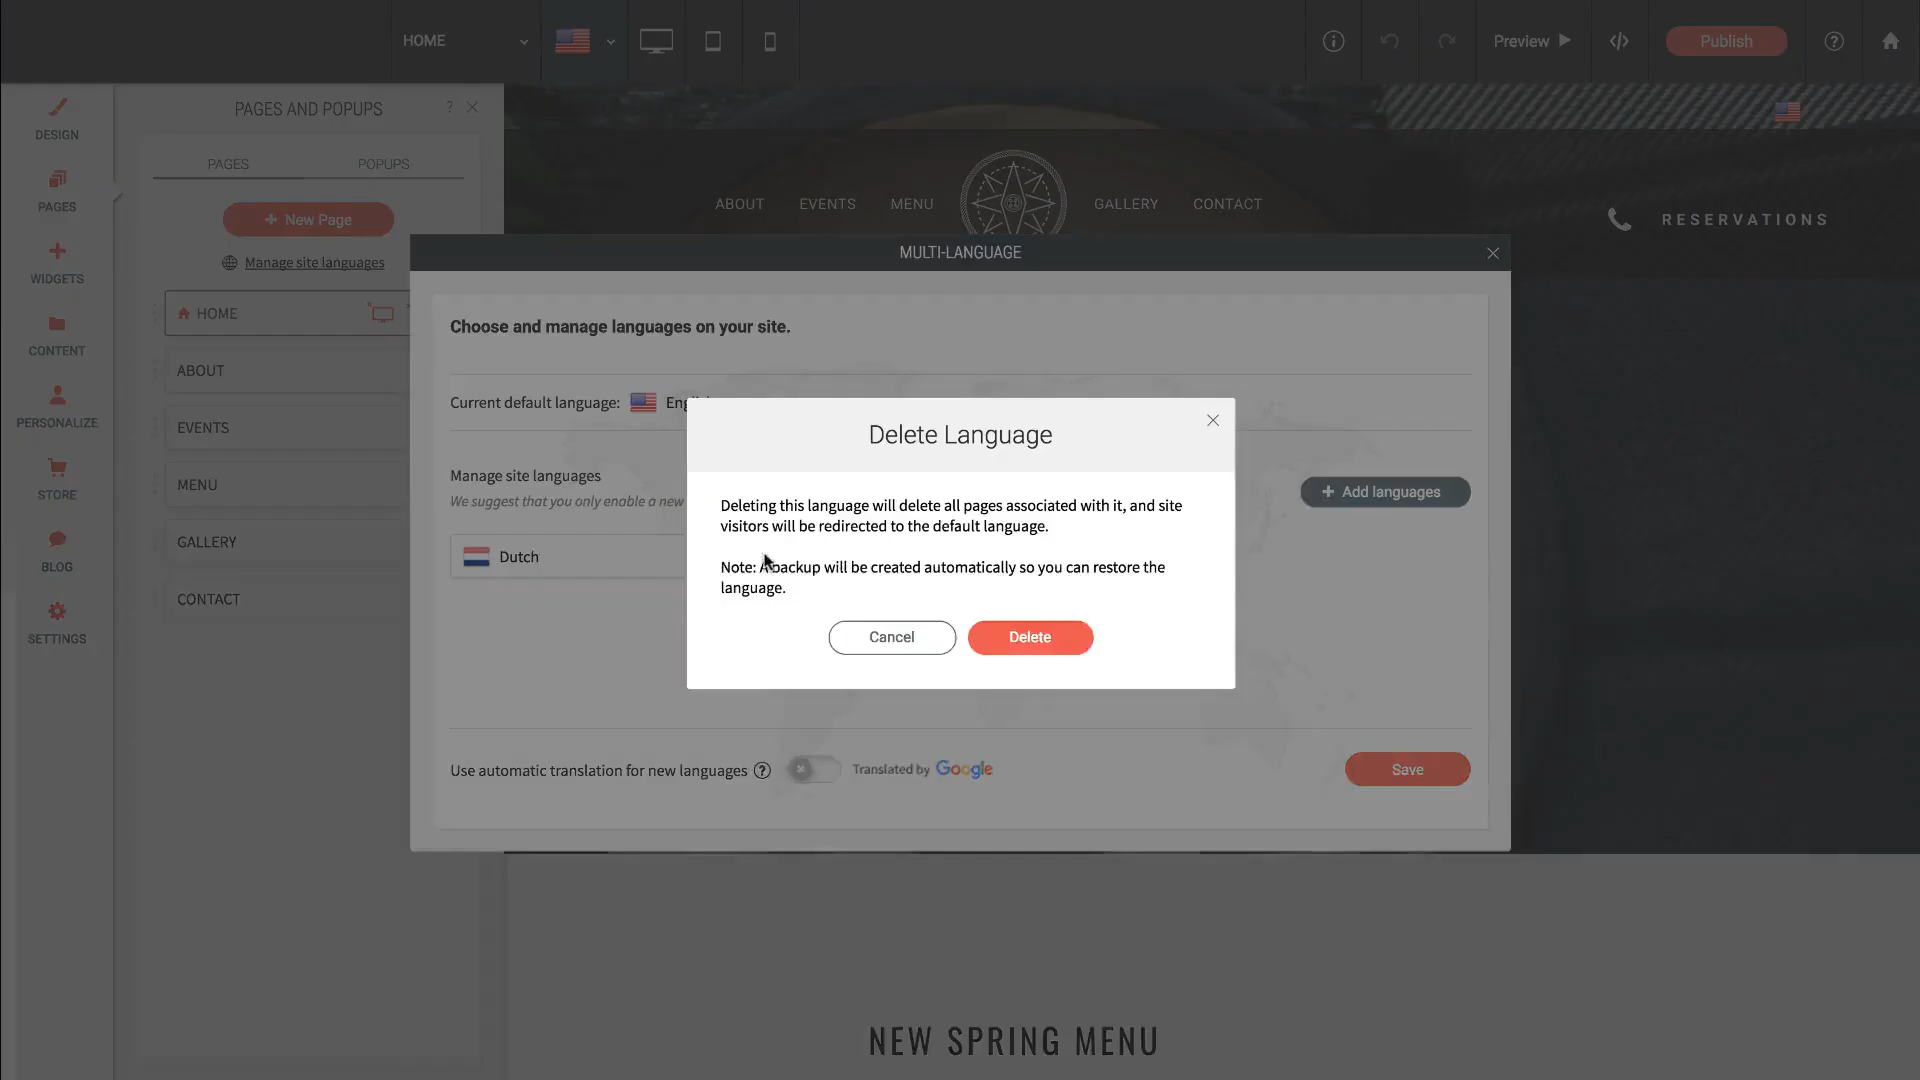 HOME
Preview
Publish
PAGES AND POPUPS
?
DESIGN
PAGES
POPUPS
PAGES
New Page
Manage site languages
WIDGETS
HOME
CONTENT
ABOUT
PERSONALIZE
EVENTS
MENU
STORE
GALLERY
BLOG
CONTACT
SETTINGS
ABOUT
EVENTS
MENU
GALLERY
CONTACT
RESERVATIONS
MULTI-LANGUAGE
Choose and manage languages on your site.
Current default language:
Manage site languages
We suggest that you only enable a new
+ Add languages
Dutch
Delete Language
Deleting this language will delete all pages associated with it, and site
visitors will be redirected to the default language.
Note: A backup will be created automatically so you can restore the
language.
Cancel
Delete
Use automatic translation for new languages ?
Translated by Google
Save
NEW SPRING MENU